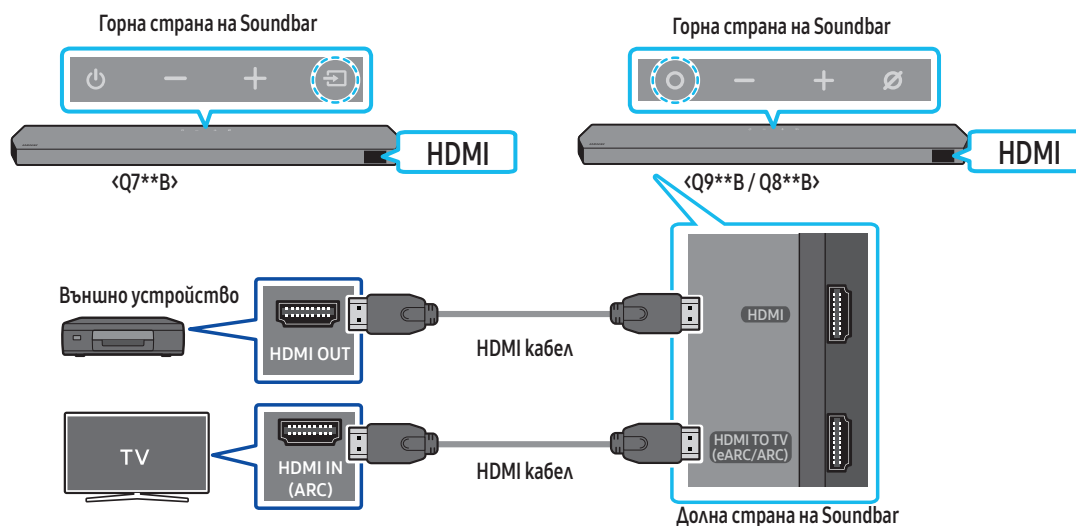 Горна страна на Soundbar
Горна страна на Soundbar
HDMI
HDMI
<Q7**B>
<Q9**B / Q8**B>
Външно устройство
HDMI OUT
HDMI кабел
HDMI
TV
HDMI IN
(ARC)
HDMI кабел
HDMI TO TV
(eARC/ARC)
Долна страна на Soundbar